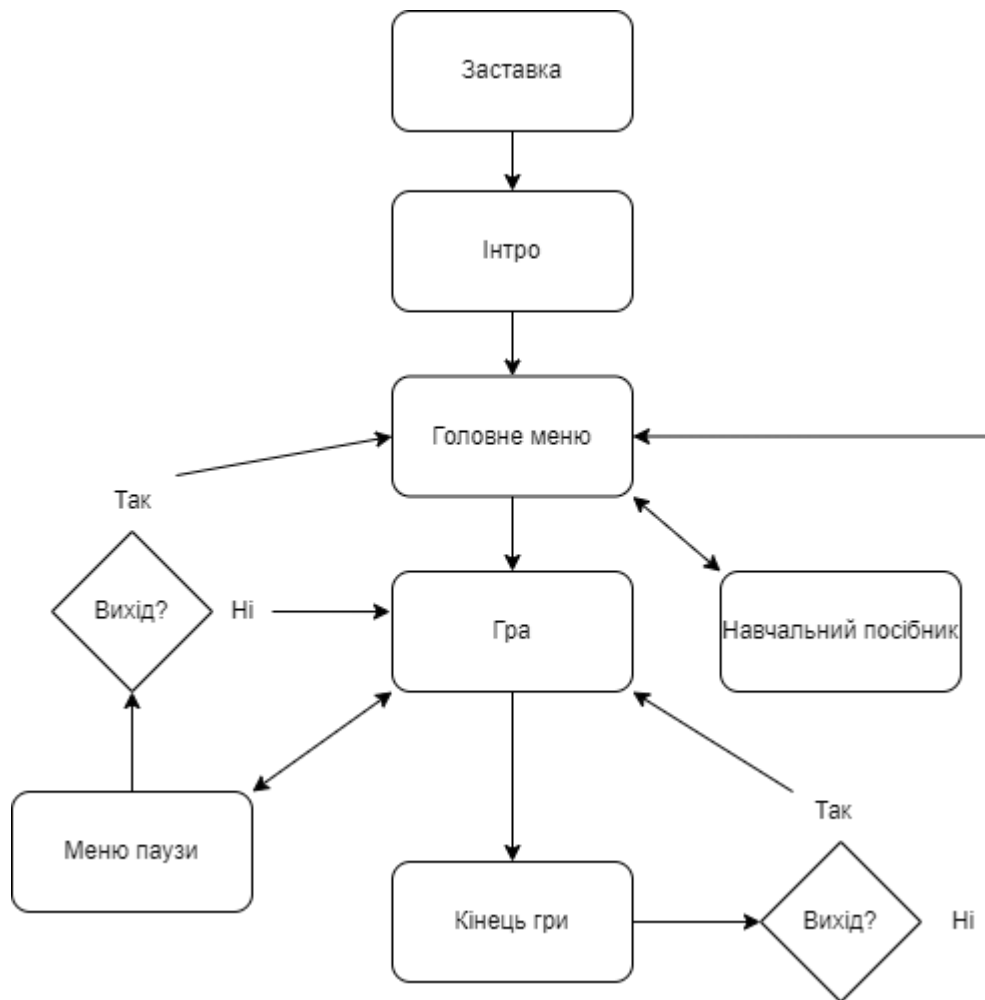 Заставка
Інтро
Головне меню
Так
Вихід?
Ні
Гра
Навчальний посібник
Меню паузи
Так
Кінець гри
Вихід?
Ні